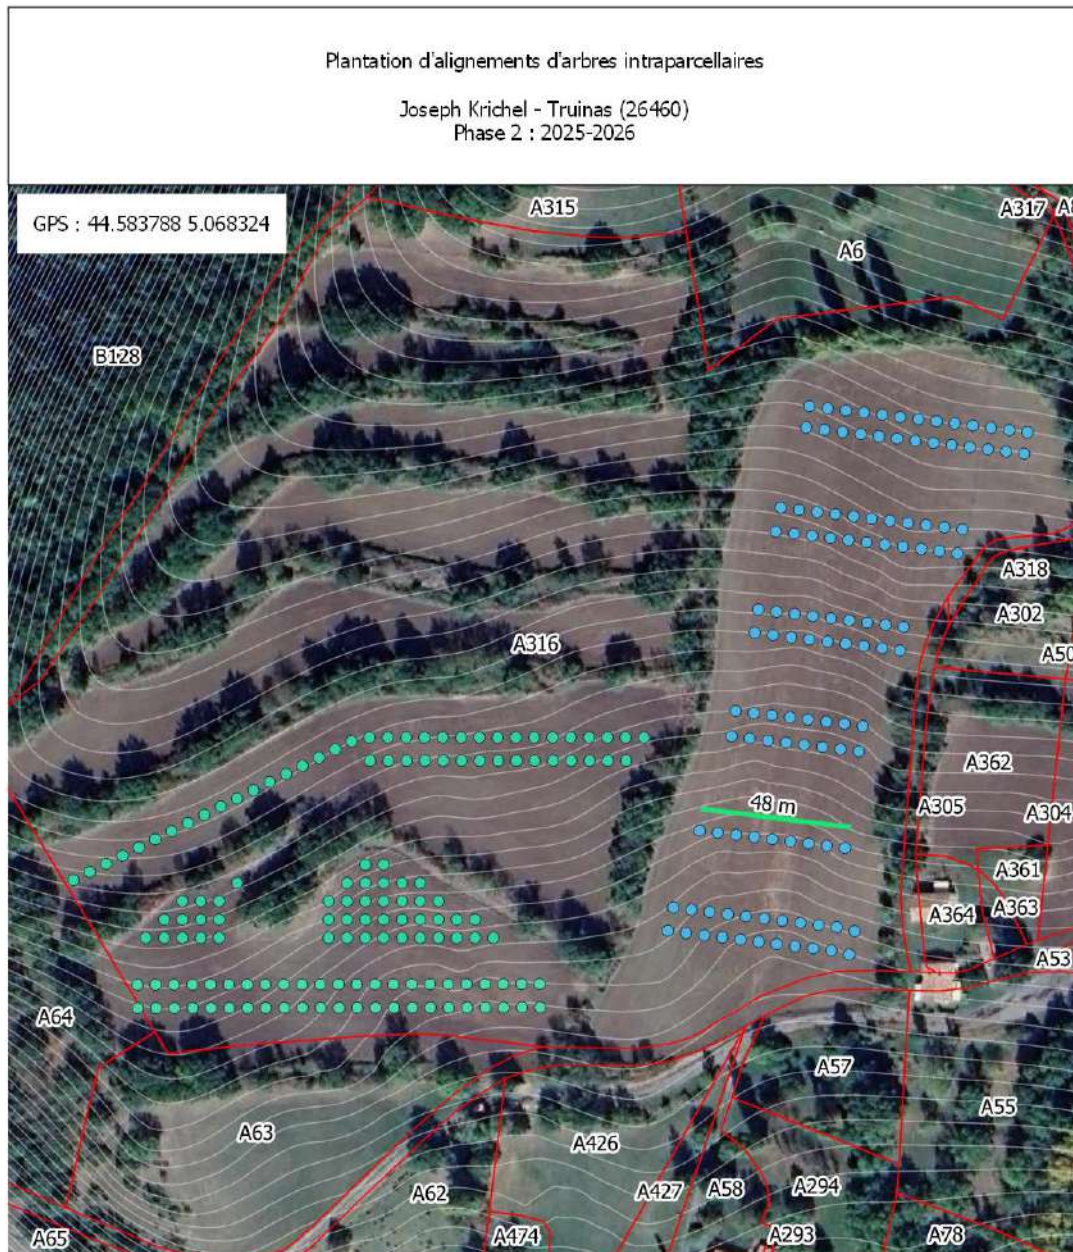 Plantation d'alignements d'arbres intraparcellaires
Joseph Krichel - Truinas (26460)
Phase 2 : 2025-2026
GPS : 44.583788 5.068324
A315
A317
A6
B128
A318
A302
A50
A316
A362
A305
A304
48 m
A361
A363
A364
A53
A64
A57
A55
A63
A426
A62
A427
A58
A294
A65
A474
A293
A78